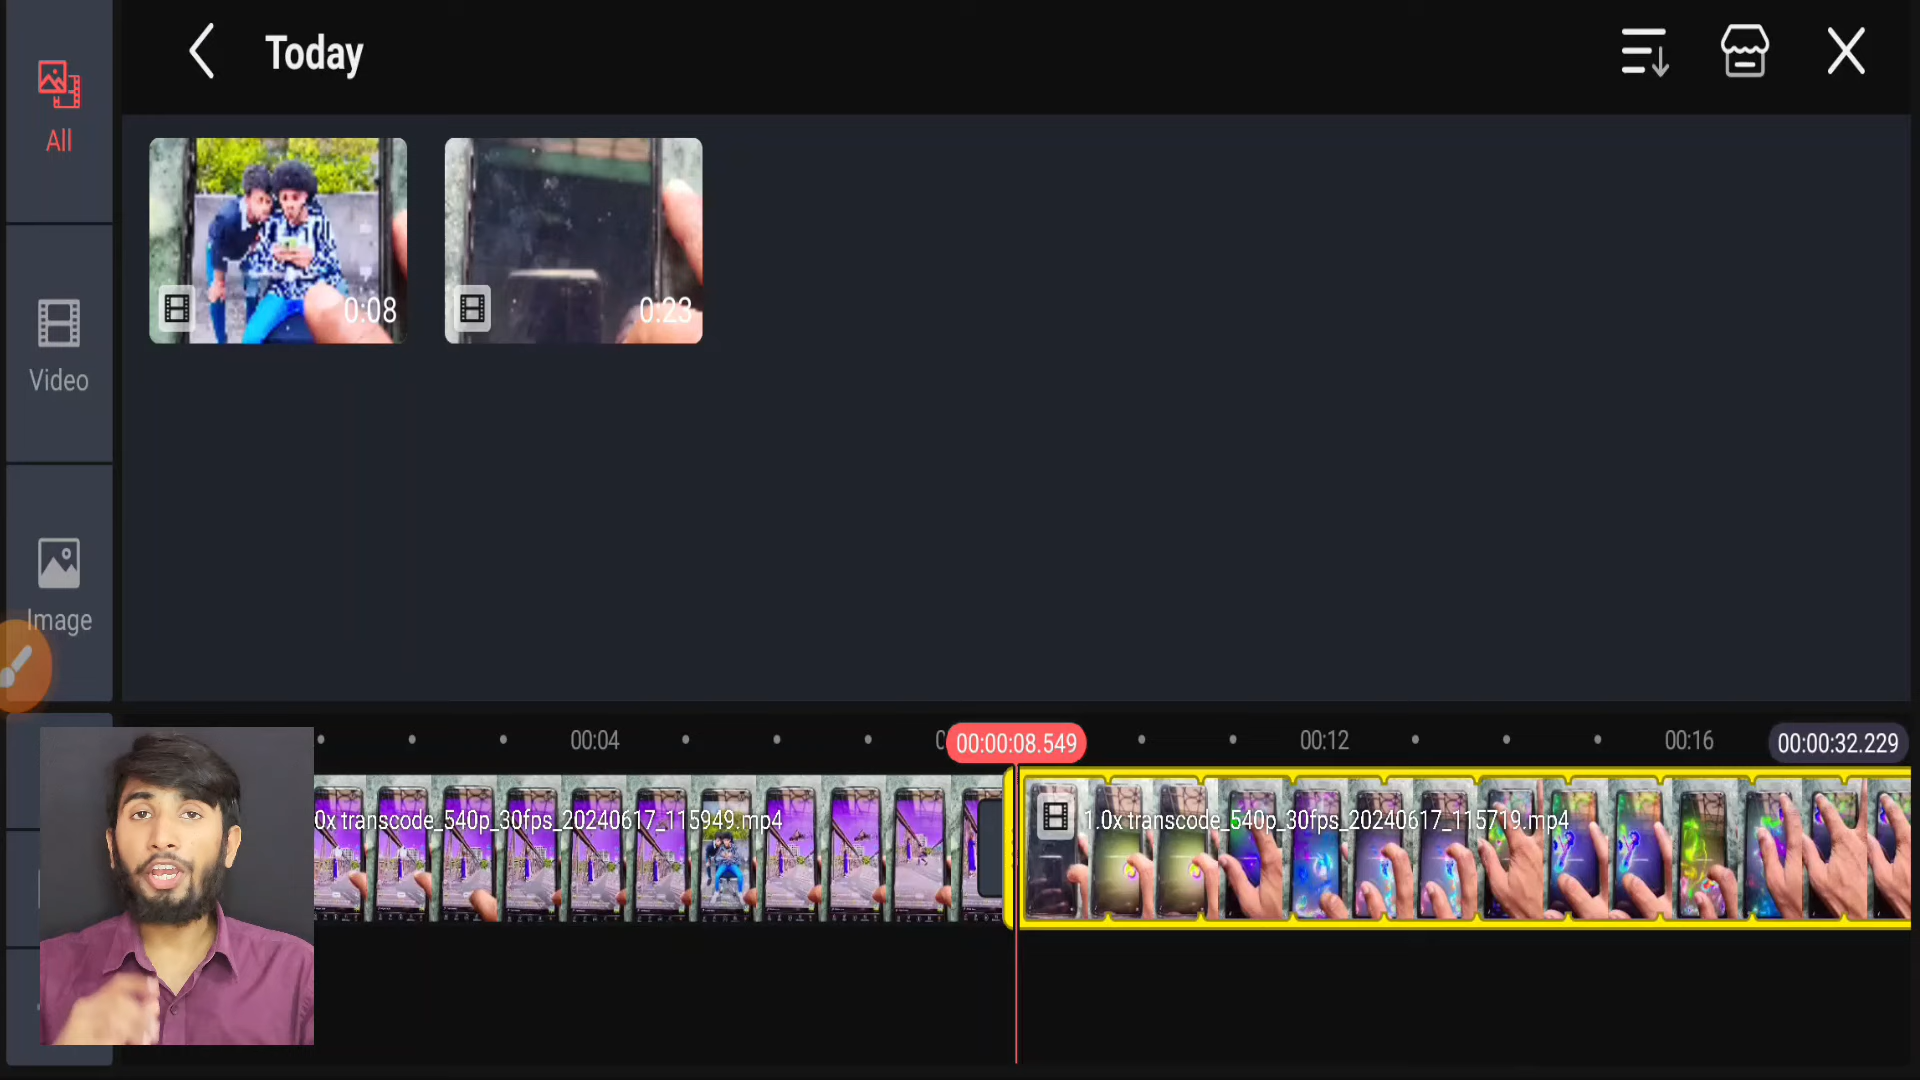 Today
All
0:08
0:23
Video
Image
00:04
00:00:08.549
00:12
00:16
00:00:32.229
0x transcode_540p_30fps_20240617_115949.mp4
1.0x transcode_540p_30fps_20240617_115719.mp4